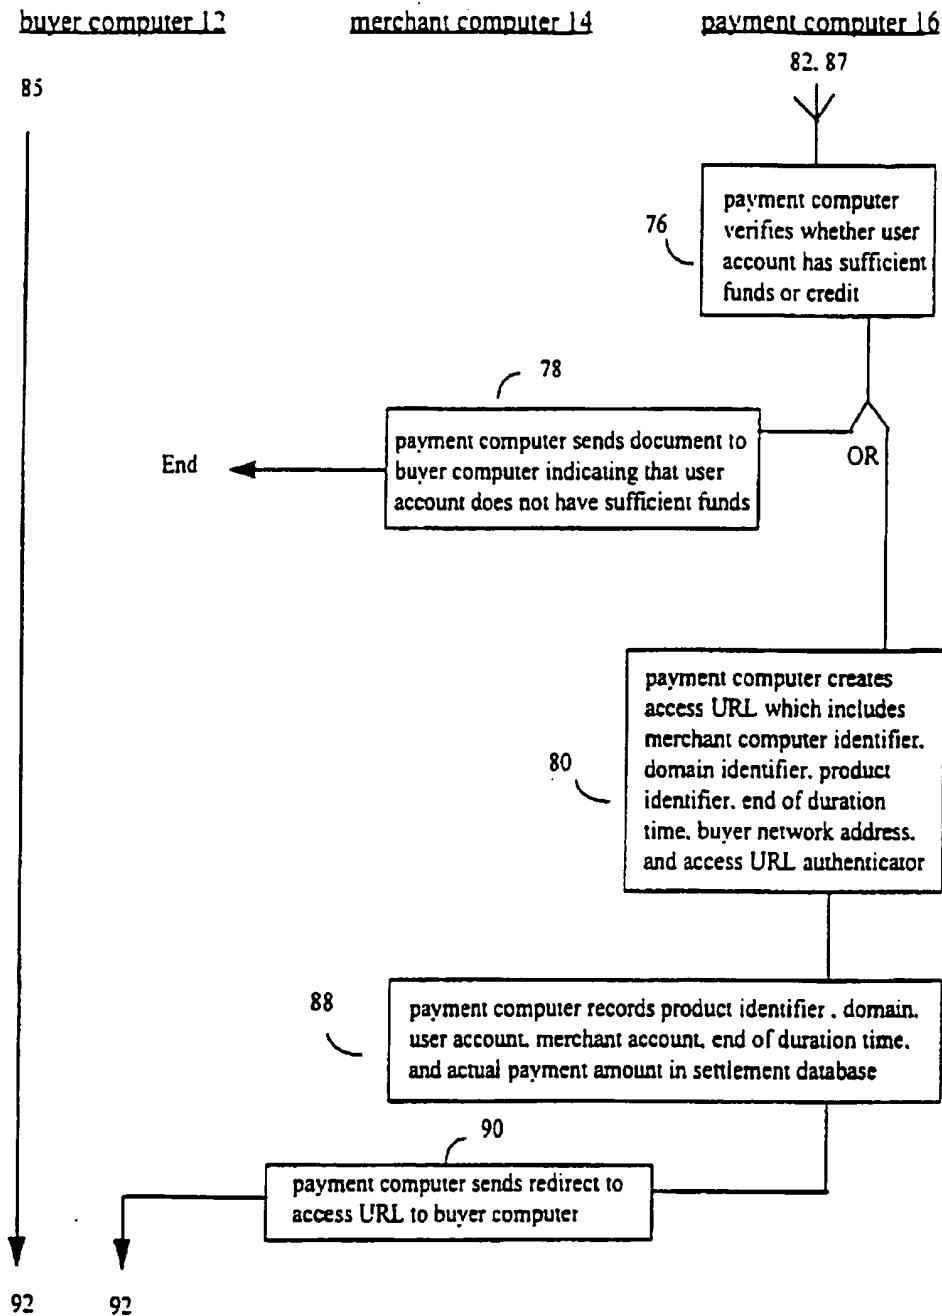 buyer computer 12
merchant computer 14
payment computer 16
82, 87
85
payment computer
verifies whether user
account has sufficient
funds or credit
76
78
payment computer sends document to
buyer computer indicating that user
account does not have sufficient funds
End
OR
payment computer creates
access URL which includes
merchant computer identifier,
domain identifier, product
identifier, end of duration
time, buyer network address,
and access URL authenticator
80
88
payment computer records product identifier , domain,
user account, merchant account, end of duration time,
and actual payment amount in settlement database
90
payment computer sends redirect to
access URL to buyer computer
92
92